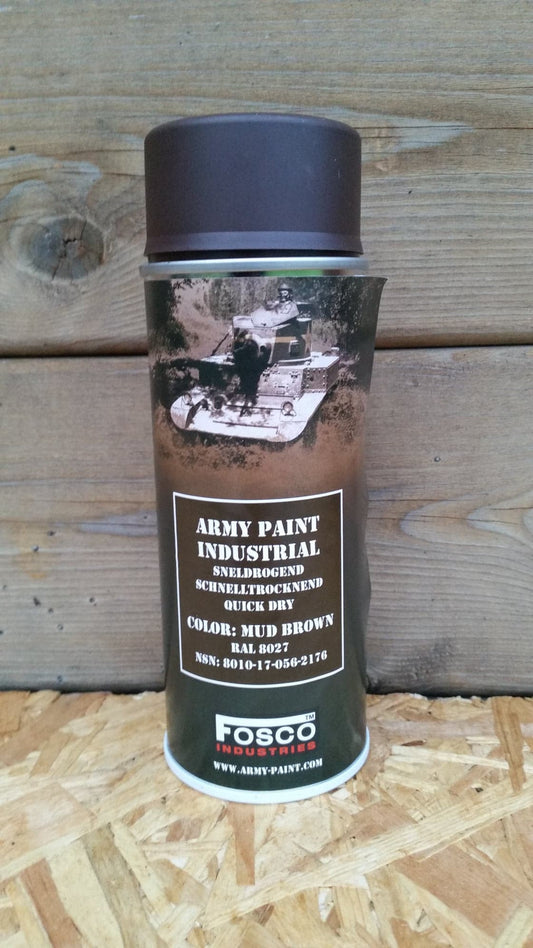 ARMY PAINT
INDUSTRIAL
SNELDROGEND
SCHNELLTROCKNEND
QUICK DRY
COLOR: MUD BROWN
RAL 8027
NSN: 8010-17-056-2176
FOSCO™
INDUSTRIES
WWW.ARMY-PAINT.COM